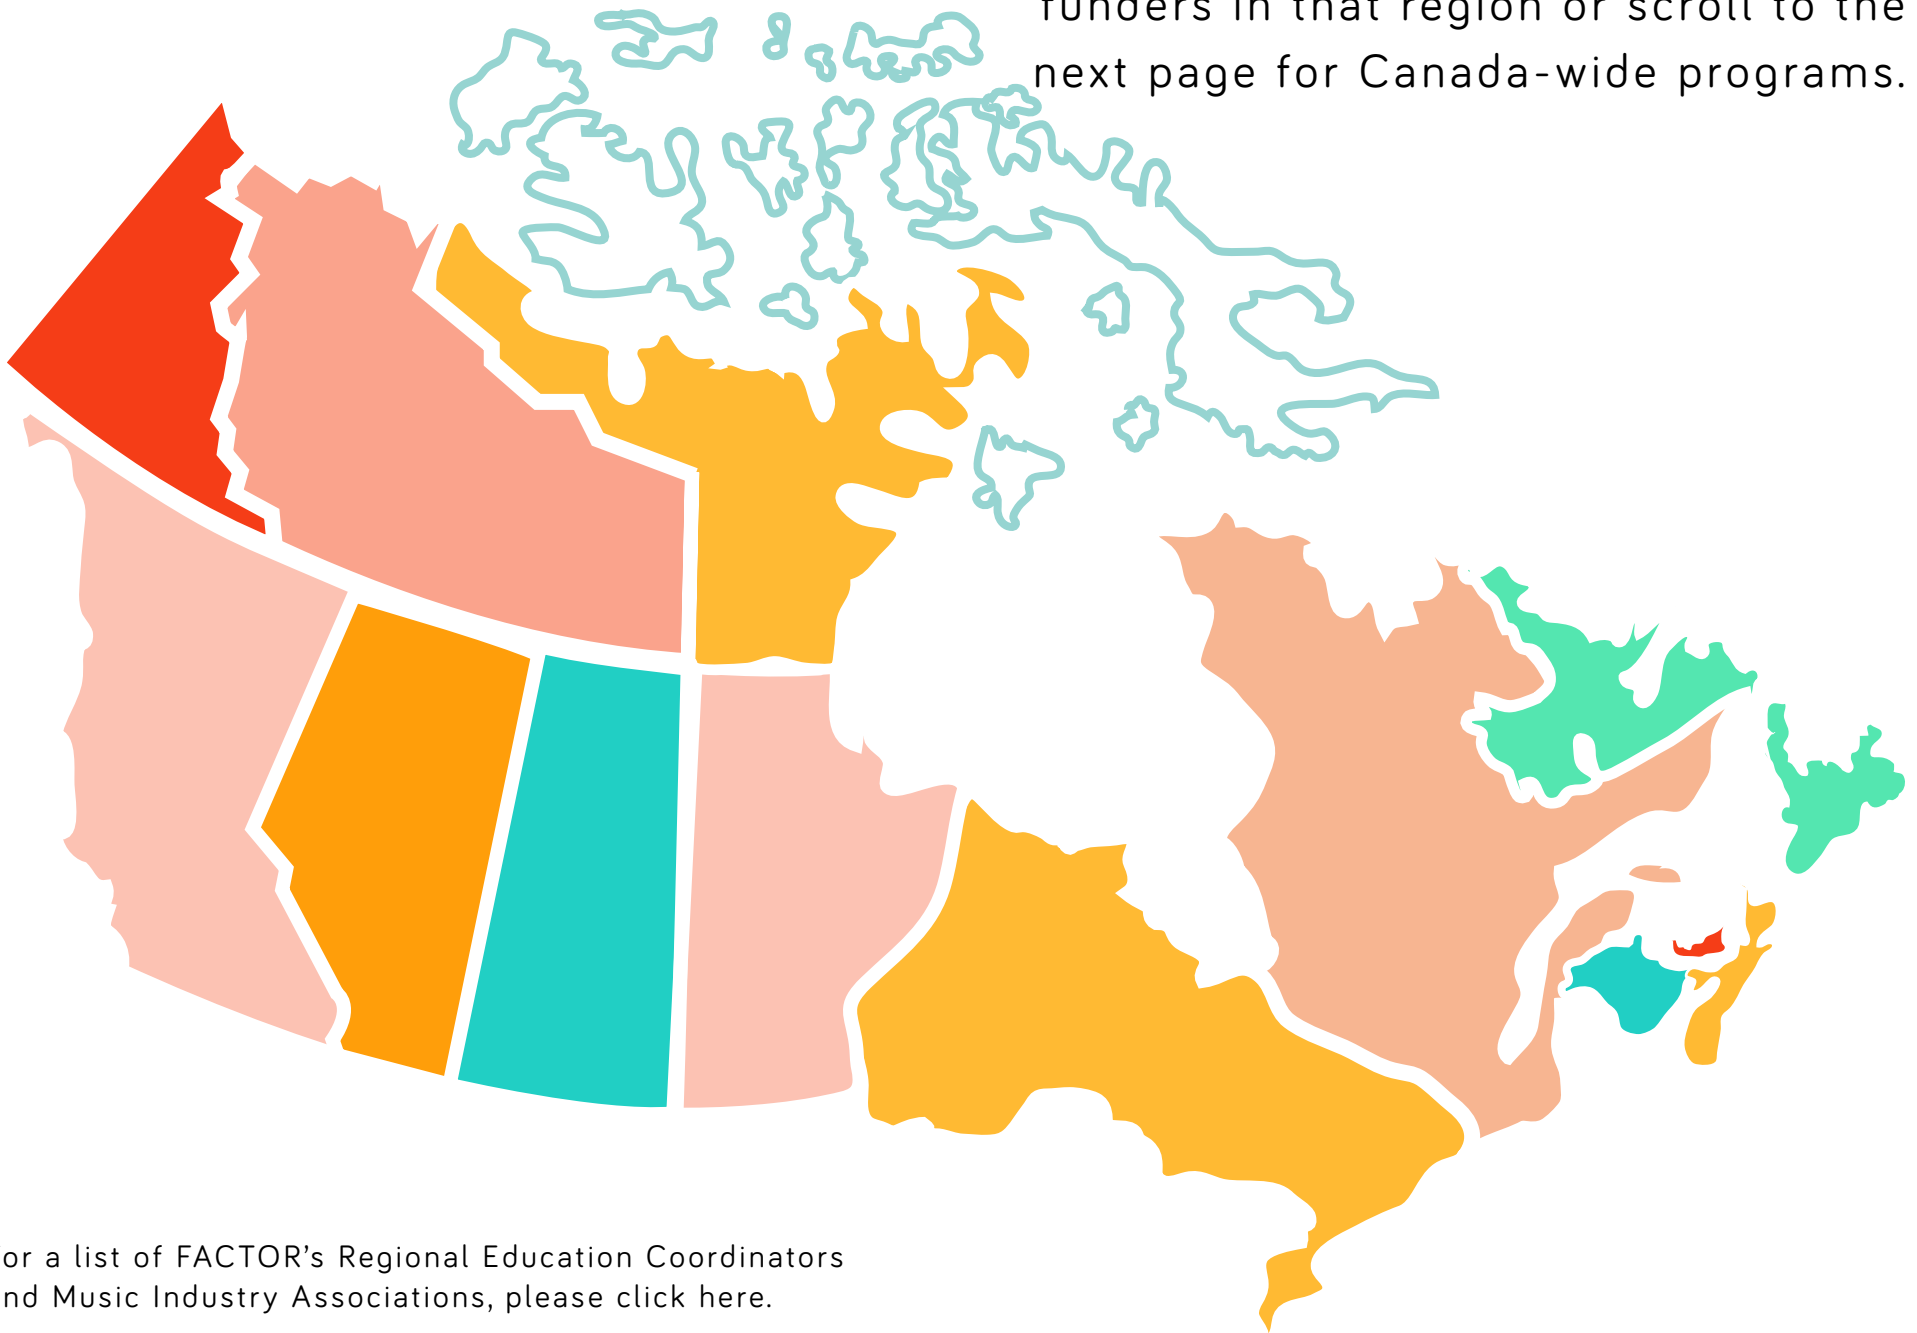 funders in that region or scroll to the
next page for Canada-wide programs.
or a list of FACTOR's Regional Education Coordinators
nd Music Industry Associations, please click here.